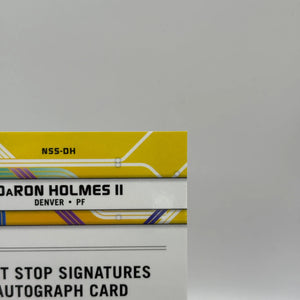 NSS-DH
DaRON HOLMES II
DENVER • PF
T STOP SIGNATURES
AUTOGRAPH CARD